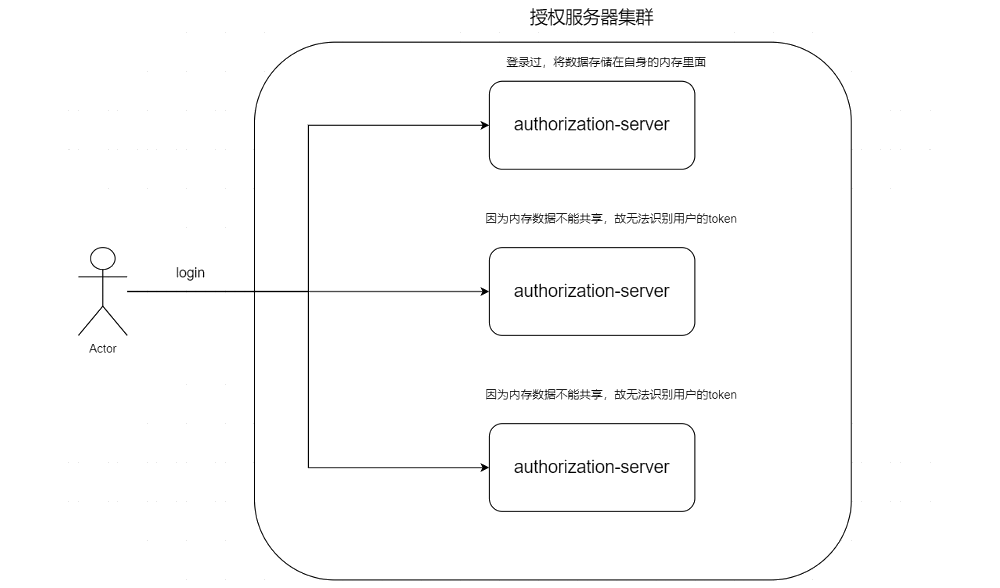 授权服务器集群
登录过，将数据存储在自身的内存里面
authorization-server
因为内存数据不能共享，故无法识别用户的token
authorization-server
login
Actor
因为内存数据不能共享，故无法识别用户的token
authorization-server